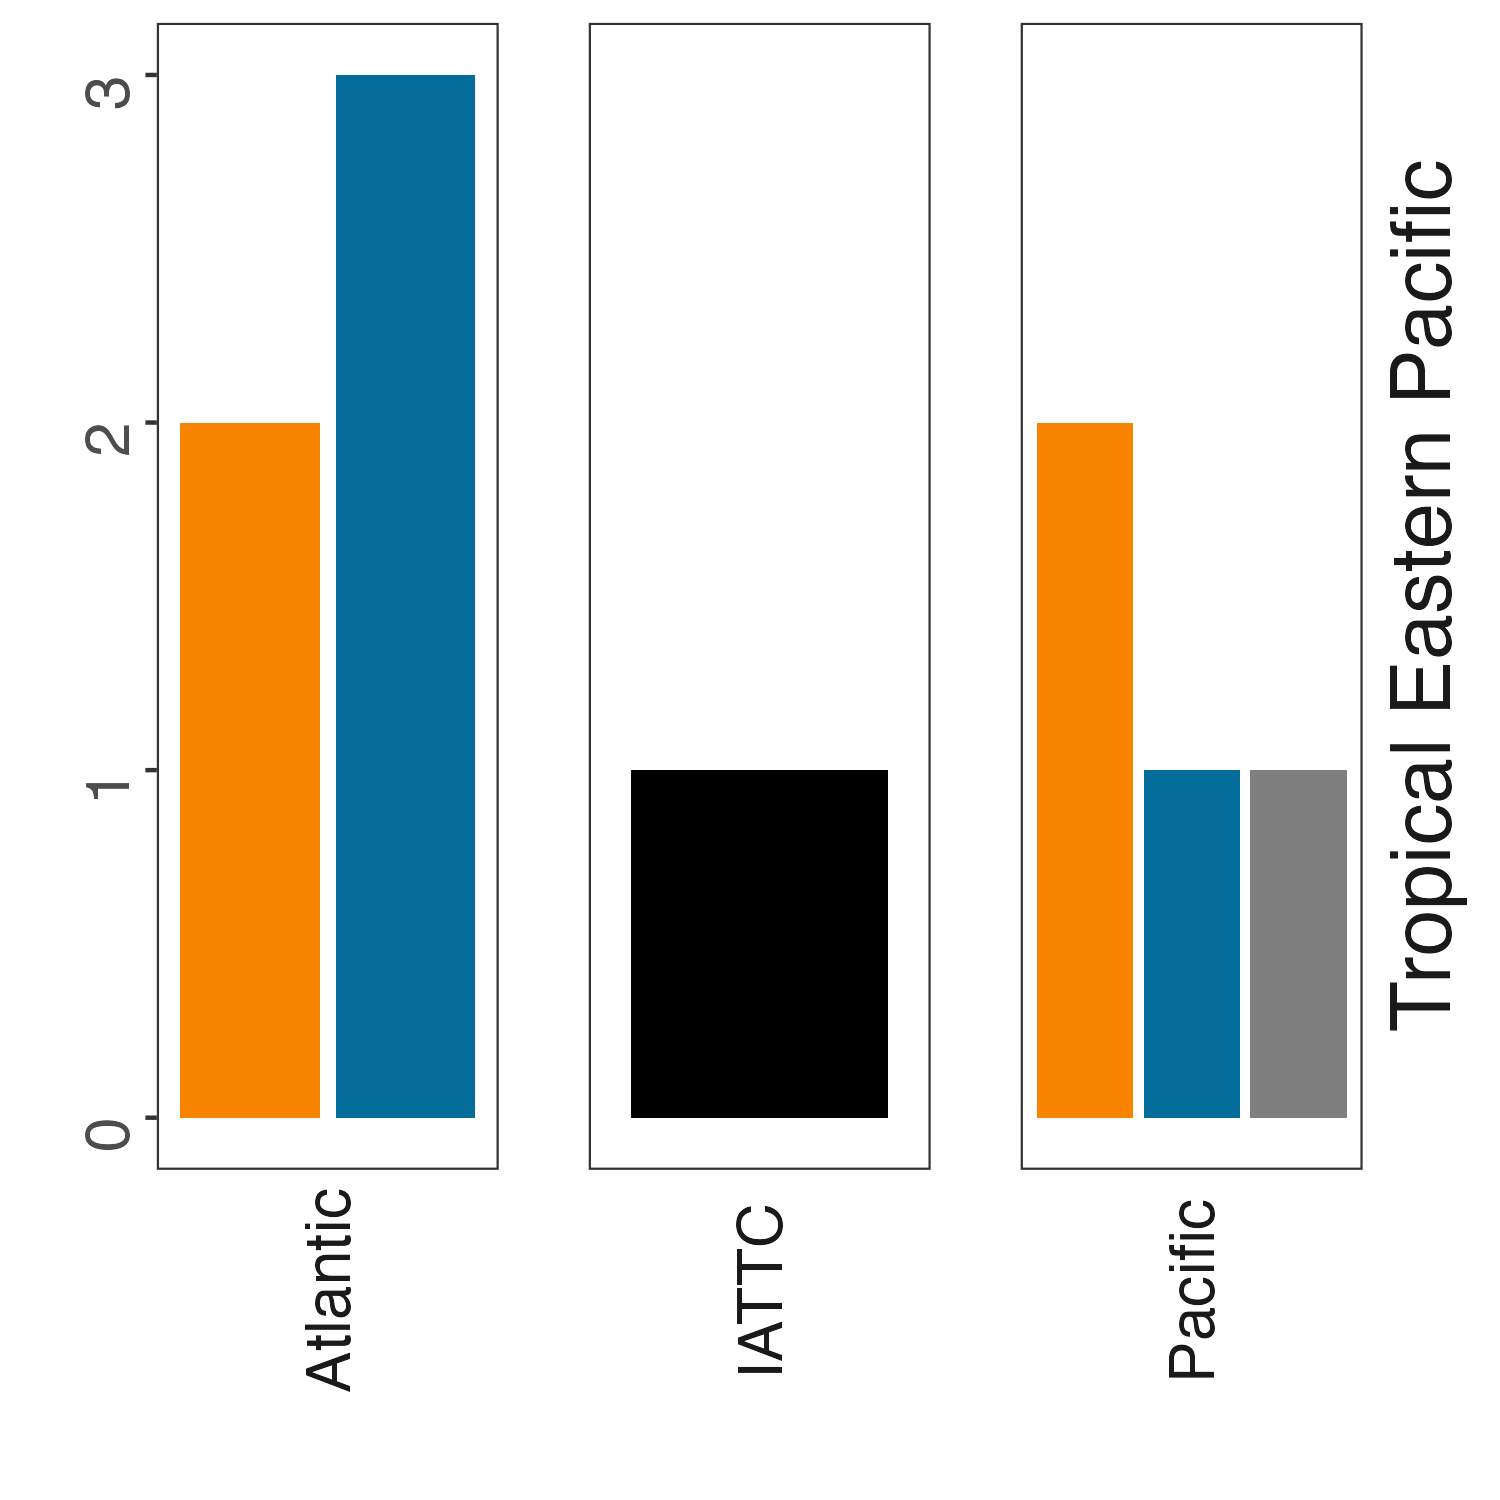 3
2
1
0
Atlantic
IATTC
Pacific
Tropical Eastern Pacific